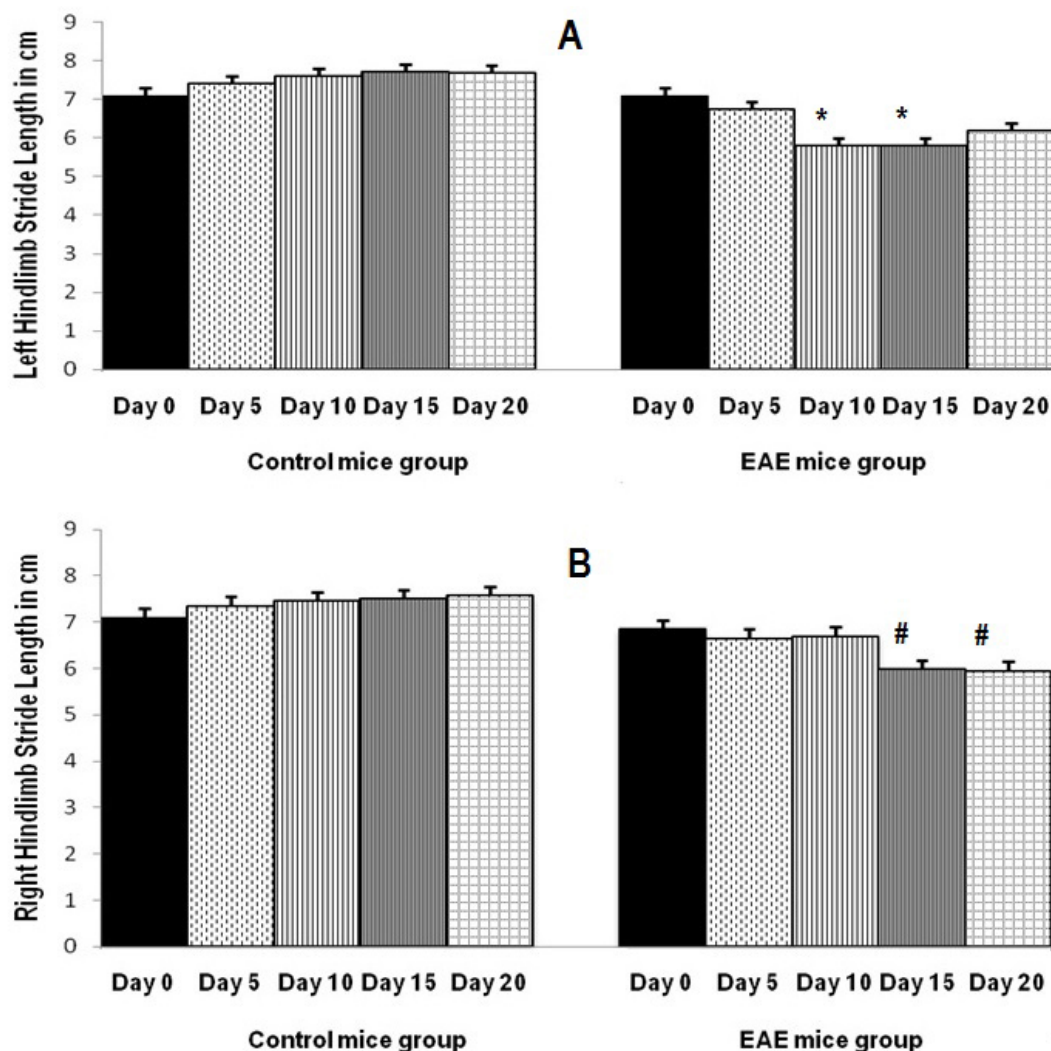 Left Hindlimb Stride Length in cm
9
8
7
6
5
4
3
2
1
0
A
* *
Day 0 Day 5 Day 10 Day 15 Day 20 Day 0 Day 5 Day 10 Day 15 Day 20
Control mice group EAE mice group
Right Hindlimb Stride Length in cm
9
8
7
6
5
4
3
2
1
0
B
# #
Day 0 Day 5 Day 10 Day 15 Day 20 Day 0 Day 5 Day 10 Day 15 Day 20
Control mice group EAE mice group